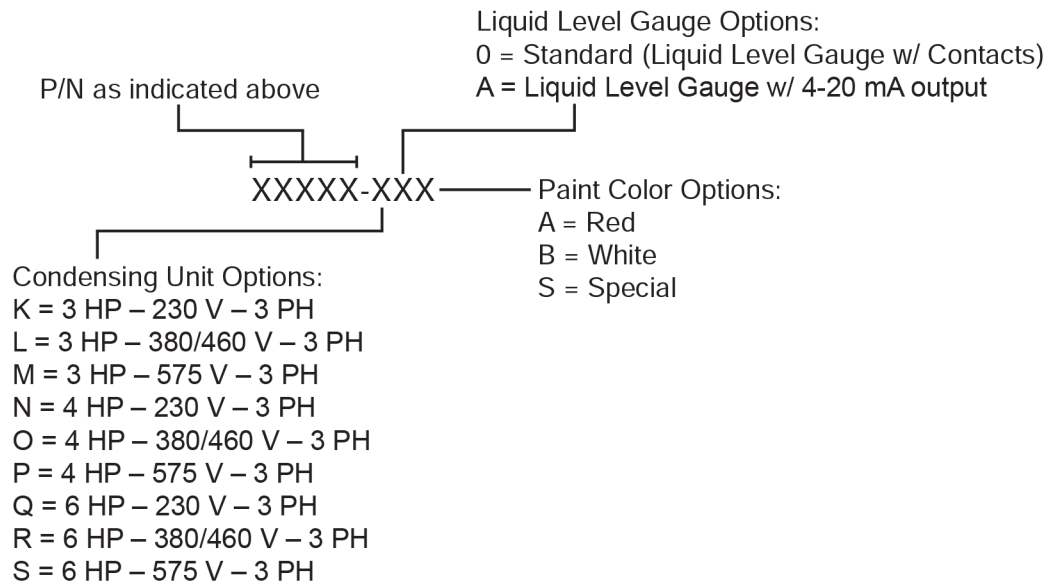 Liquid Level Gauge Options:
0 = Standard (Liquid Level Gauge w/ Contacts)
A = Liquid Level Gauge w/ 4-20 mA output
P/N as indicated above
XXXXX-XXX
Paint Color Options:
A = Red
B = White
S = Special
Condensing Unit Options:
K = 3 HP – 230 V – 3 PH
L = 3 HP – 380/460 V – 3 PH
M = 3 HP – 575 V – 3 PH
N = 4 HP – 230 V – 3 PH
O = 4 HP – 380/460 V – 3 PH
P = 4 HP – 575 V – 3 PH
Q = 6 HP – 230 V – 3 PH
R = 6 HP – 380/460 V – 3 PH
S = 6 HP – 575 V – 3 PH